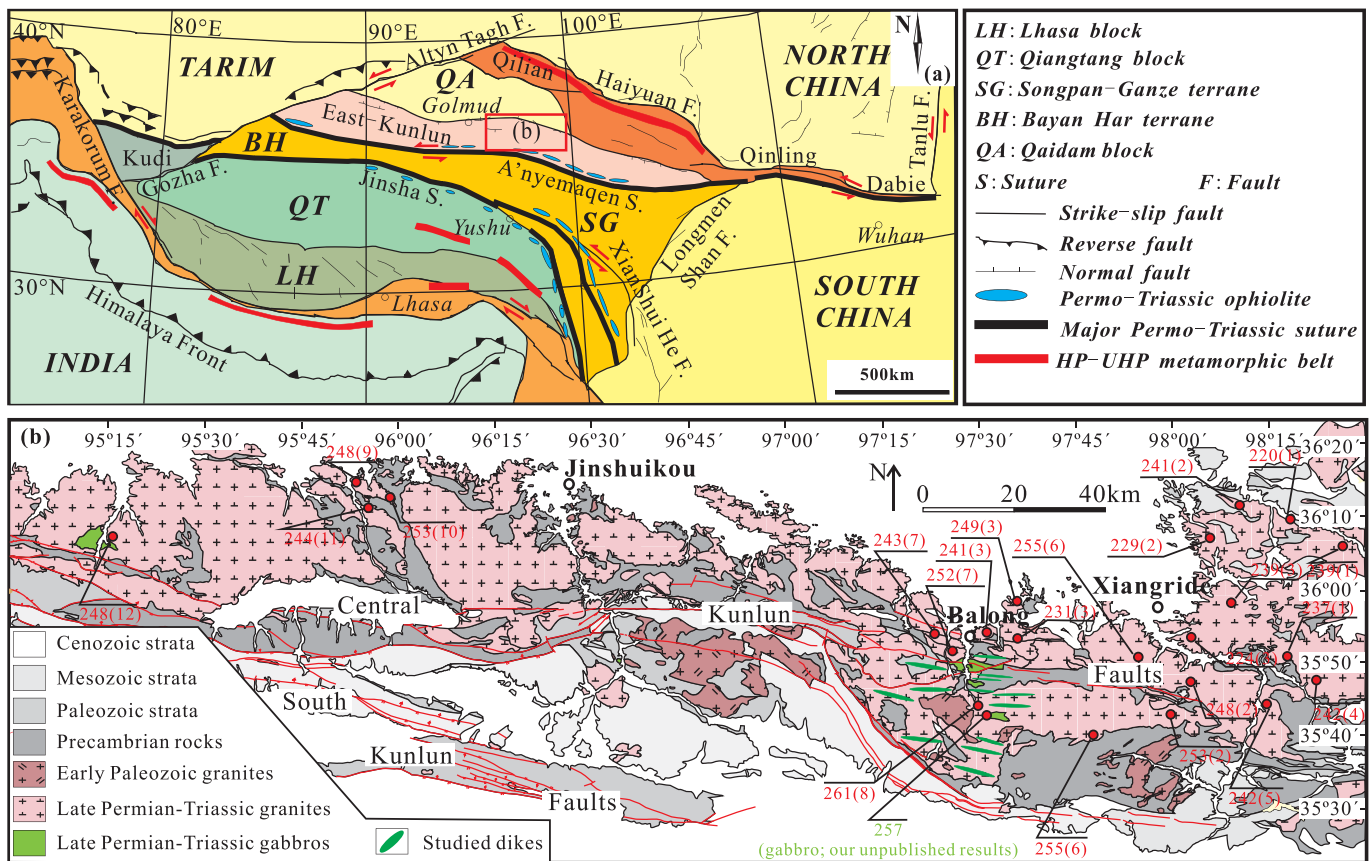 40°N
80°E
90°E
100°E
N
(a)
TARIM
Altyn Tagh F.
QA
Qilian
Haiyuan F.
NORTH
CHINA
Tanlu F.
Karakorum F.
Golmud
East-Kunlun
(b)
BH
Kudi
Gozha F.
Jinsha S.
A'nyemaqen S.
Qinling
Dabie
QT
Yushu
SG
Longmen
Shan F.
Wuhan
XianShui He F.
LH
30°N
Lhasa
Himalaya Front
INDIA
SOUTH
CHINA
500km
LH: Lhasa block
QT: Qiangtang block
SG: Songpan-Ganze terrane
BH: Bayan Har terrane
QA: Qaidam block
S: Suture F: Fault
Strike-slip fault
Reverse fault
Normal fault
Permo-Triassic ophiolite
Major Permo-Triassic suture
HP-UHP metamorphic belt
(b)
95°15′ 95°30′ 95°45′ 96°00′ 96°15′ 96°30′ 96°45′ 97°00′ 97°15′ 97°30′ 97°45′ 98°00′ 98°15′
36°20′
248(9)
Jinshuikou
N
0 20 40km
241(2)
220(1)
36°10′
244(11)
253(10)
243(7)
249(3)
241(3)
255(6)
229(2)
252(7)
239(1)
36°00′
Xiangride
248(12)
Central
Kunlun
Balong
231(3)
237(1)
35°50′
Faults
South
248(2)
242(4)
35°40′
Kunlun
253(2)
Faults
261(8)
242(5)
35°30′
257
(gabbro; our unpublished results)
255(6)
Cenozoic strata
Mesozoic strata
Paleozoic strata
Precambrian rocks
Early Paleozoic granites
Late Permian-Triassic granites
Late Permian-Triassic gabbros
Studied dikes